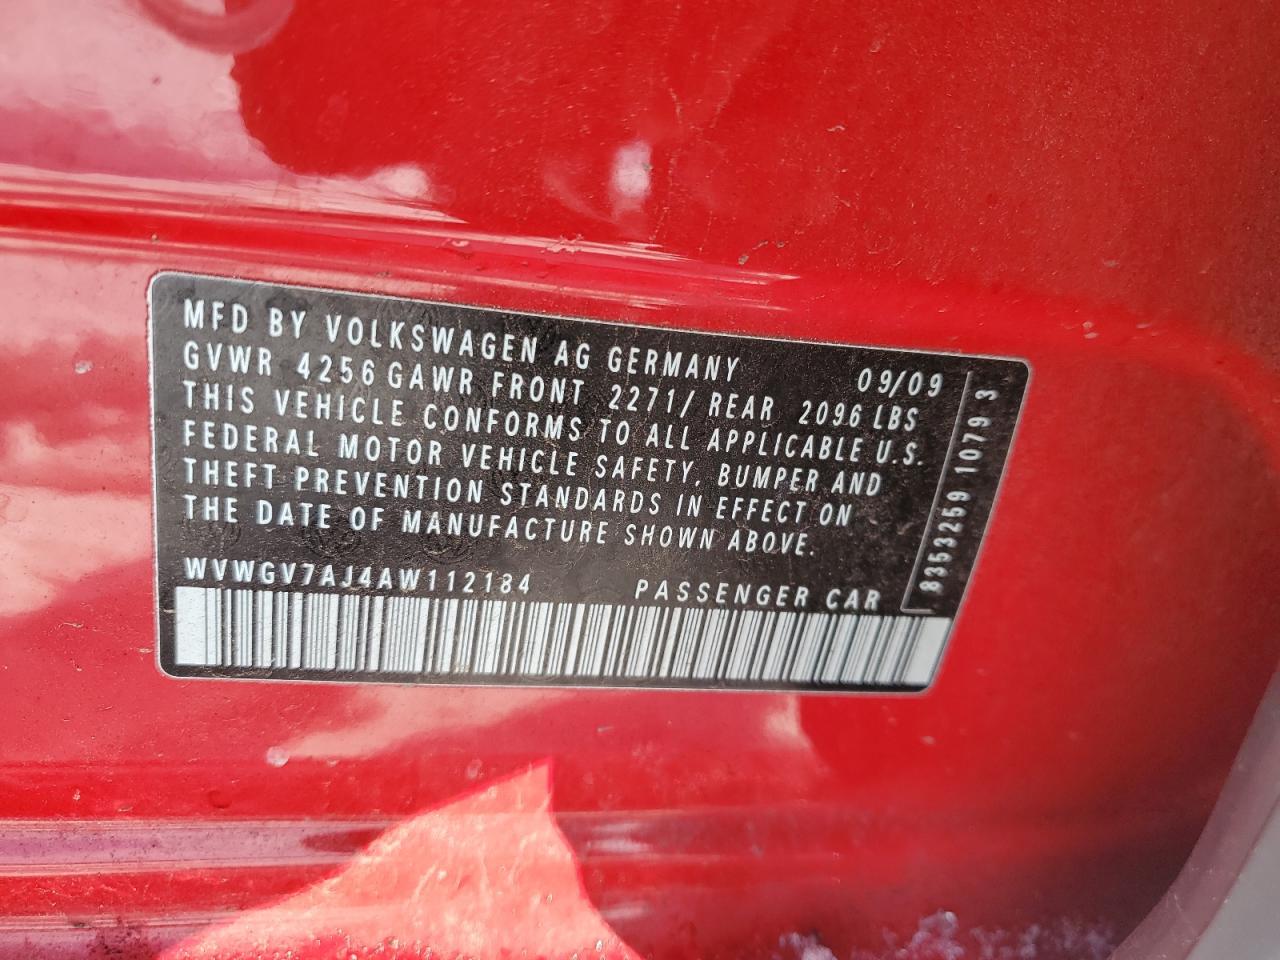 MFD BY VOLKSWAGEN AG GERMANY 09/09
GVWR 4256 GAWR FRONT 2271/ REAR 2096 LBS
THIS VEHICLE CONFORMS TO ALL APPLICABLE U.S.
FEDERAL MOTOR VEHICLE SAFETY, BUMPER AND
THEFT PREVENTION STANDARDS IN EFFECT ON
THE DATE OF MANUFACTURE SHOWN ABOVE.
WVWGV7AJ4AW112184 PASSENGER CAR
8353259 1079 3